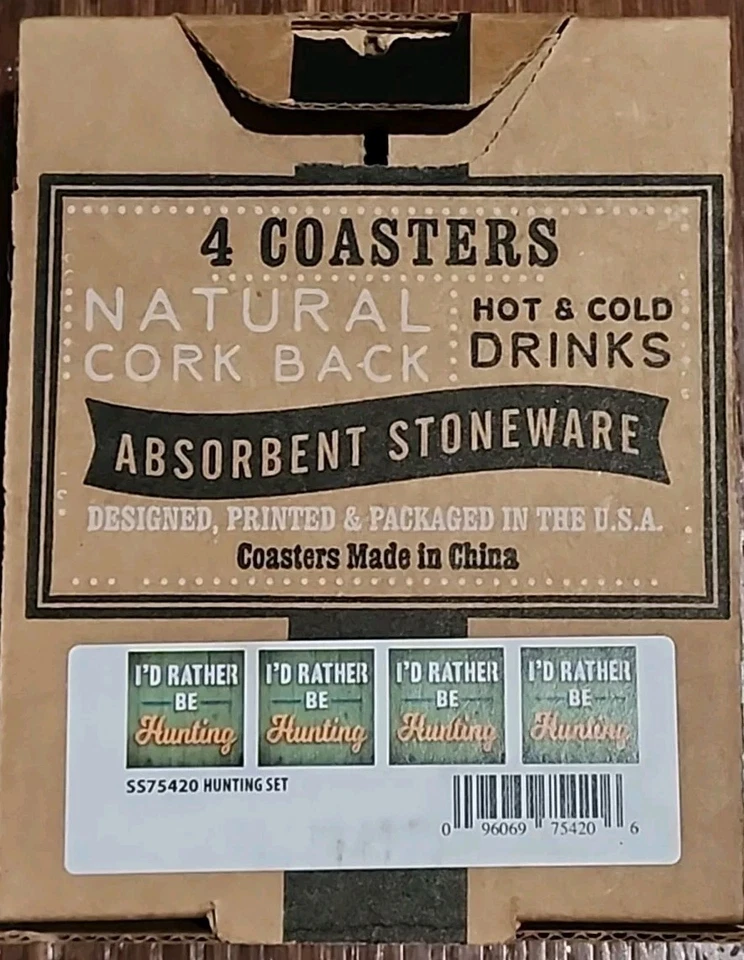 4 COASTERS
NATURAL
CORK BACK
HOT & COLD
DRINKS
ABSORBENT STONEWARE
DESIGNED, PRINTED & PACKAGED IN THE U.S.A.
Coasters Made in China
I'D RATHER
BE
Hunting
I'D RATHER
BE
Hunting
I'D RATHER
BE
Hunting
I'D RATHER
BE
Hunting
SS75420 HUNTING SET
0 96069 75420 6